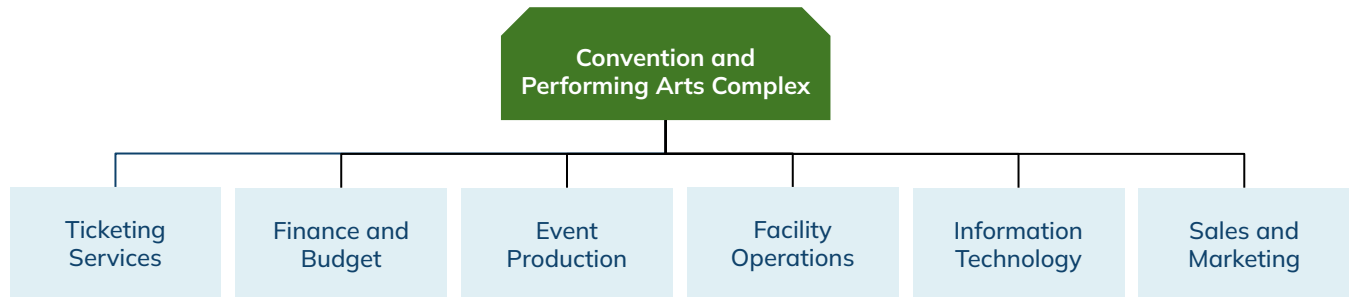 Convention and
Performing Arts Complex
Ticketing
Services
Finance and
Budget
Event
Production
Facility
Operations
Information
Technology
Sales and
Marketing